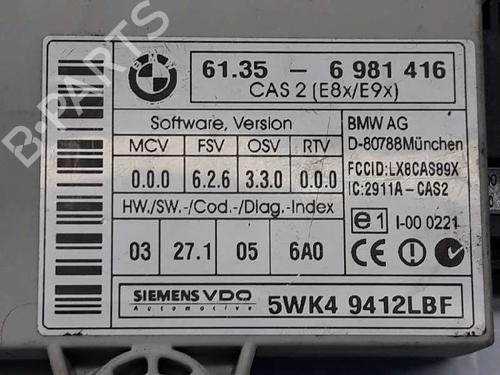 BMW
61.35 - 6 981 416
CAS 2 (E8x/E9x)
Software, Version
MCV FSV OSV RTV
0.0.0 6.2.6 3.3.0 0.0.0
HW./SW.-/Cod.-/Diag.-Index
03 27.1 05 6A0
BMW AG
D-80788München
FCCID:LX8CAS89X
IC:2911A-CAS2
e1 I-00 0221
SIEMENS VDO
Automotive
5WK4 9412LBF
B-PARTS